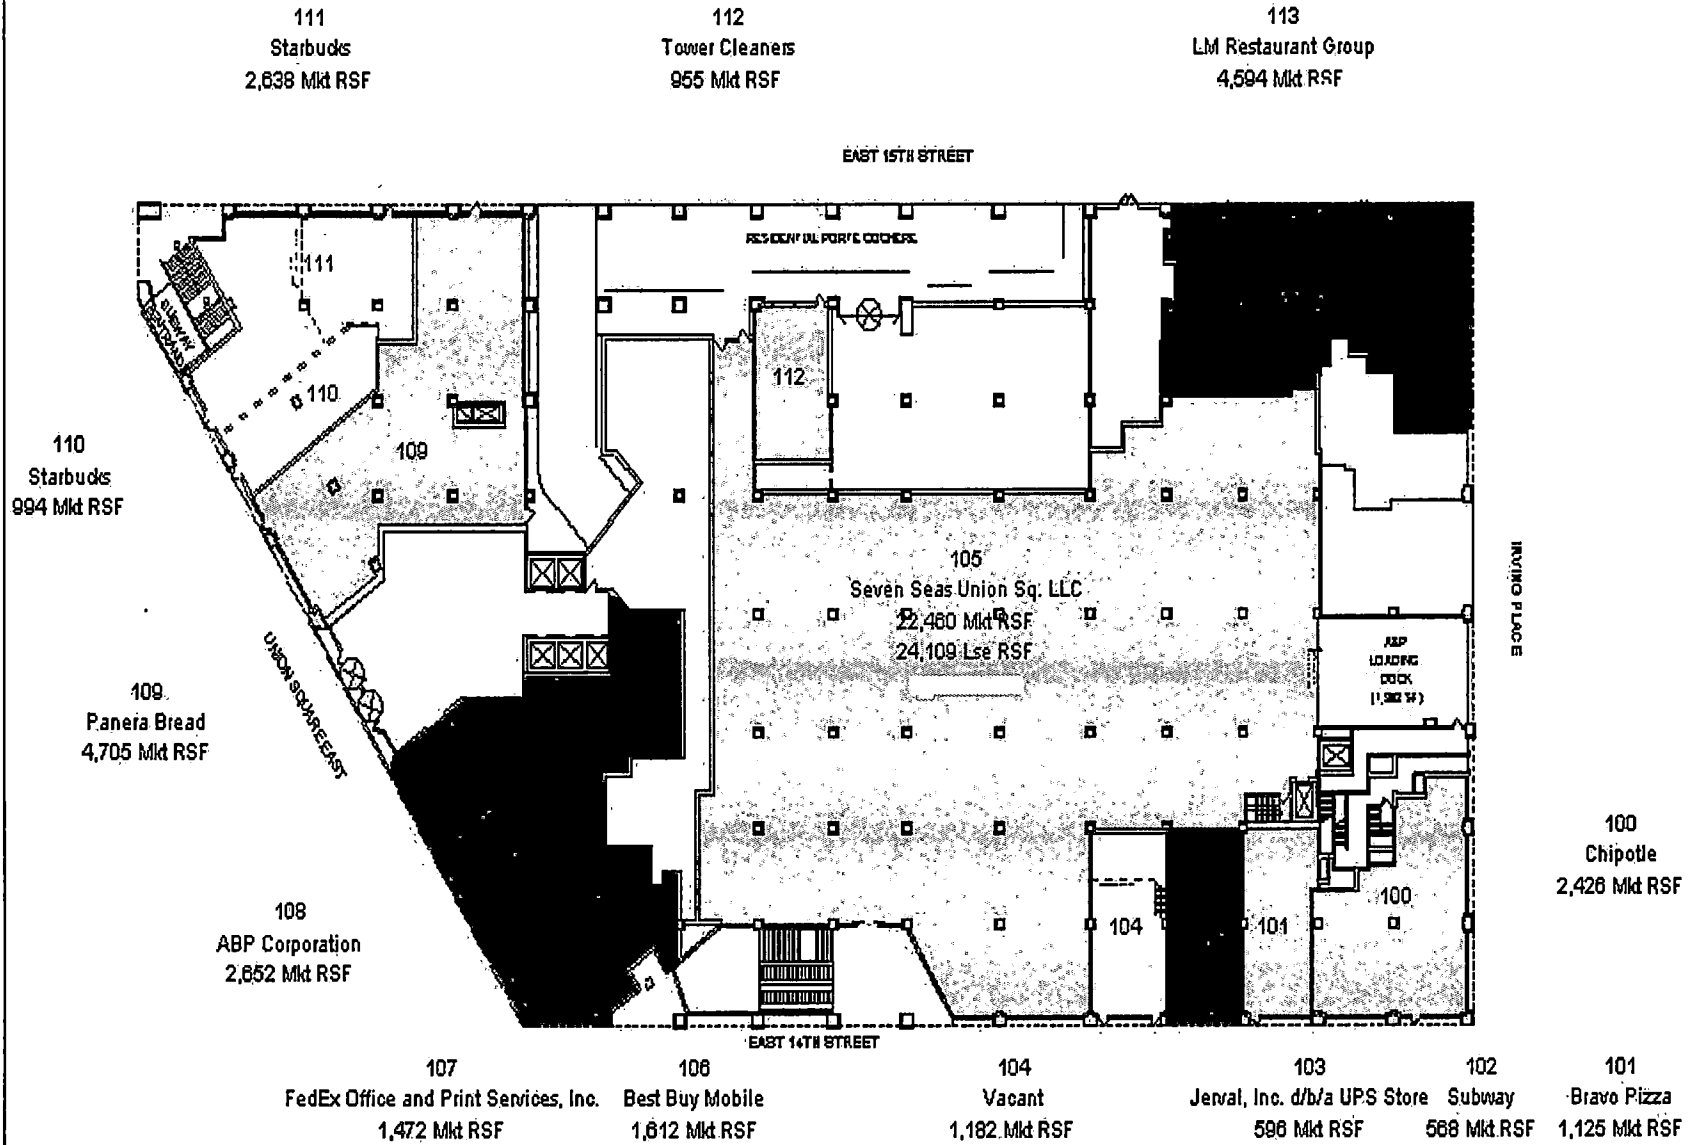 111
Starbucks
2,638 Mkt RSF
112
Tower Cleaners
955 Mkt RSF
113
LM Restaurant Group
4,594 Mkt RSF
EAST 15TH STREET
RESIDENTIAL PORTE COCHERE
111
SUBWAY
ENTRANCE
110
112
109
110
Starbucks
994 Mkt RSF
105
Seven Seas Union Sq. LLC
22,460 Mkt RSF
24,109 Lse RSF
IRVING PLACE
A&P
LOADING
DOCK
UNION SQUARE EAST
109
Panera Bread
4,705 Mkt RSF
100
Chipotle
2,426 Mkt RSF
100
104
101
108
ABP Corporation
2,652 Mkt RSF
EAST 14TH STREET
107
FedEx Office and Print Services, Inc.
1,472 Mkt RSF
106
Best Buy Mobile
1,612 Mkt RSF
104
Vacant
1,182 Mkt RSF
103
Jerval, Inc. d/b/a UPS Store
596 Mkt RSF
102
Subway
568 Mkt RSF
101
Bravo Pizza
1,125 Mkt RSF